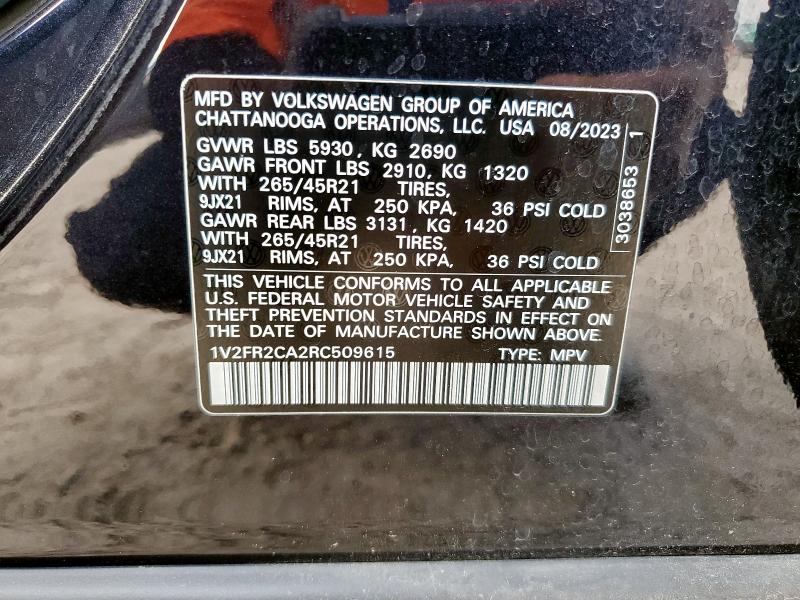 MFD BY VOLKSWAGEN GROUP OF AMERICA
CHATTANOOGA OPERATIONS, LLC. USA 08/2023
GVWR LBS 5930, KG 2690
GAWR FRONT LBS 2910, KG 1320
WITH 265/45R21 TIRES,
9JX21 RIMS, AT 250 KPA, 36 PSI COLD
GAWR REAR LBS 3131, KG 1420
WITH 265/45R21 TIRES,
9JX21 RIMS, AT 250 KPA, 36 PSI COLD
THIS VEHICLE CONFORMS TO ALL APPLICABLE
U.S. FEDERAL MOTOR VEHICLE SAFETY AND
THEFT PREVENTION STANDARDS IN EFFECT ON
THE DATE OF MANUFACTURE SHOWN ABOVE.
1V2FR2CA2RC509615 TYPE: MPV
3038653 1